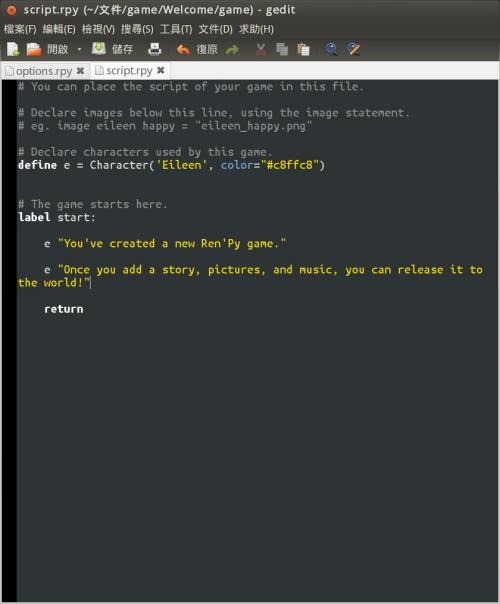 script.rpy (~/文件/game/Welcome/game) - gedit
檔案(F) 編輯(E) 檢視(V) 搜尋(S) 工具(T) 文件(D) 求助(H)
開啟 儲存 復原
options.rpy script.rpy
# You can place the script of your game in this file.
# Declare images below this line, using the image statement.
# eg. image eileen happy = "eileen_happy.png"
# Declare characters used by this game.
define e = Character('Eileen', color="#c8ffc8")
# The game starts here.
label start:
e "You've created a new Ren'Py game."
e "Once you add a story, pictures, and music, you can release it to
the world!"
return